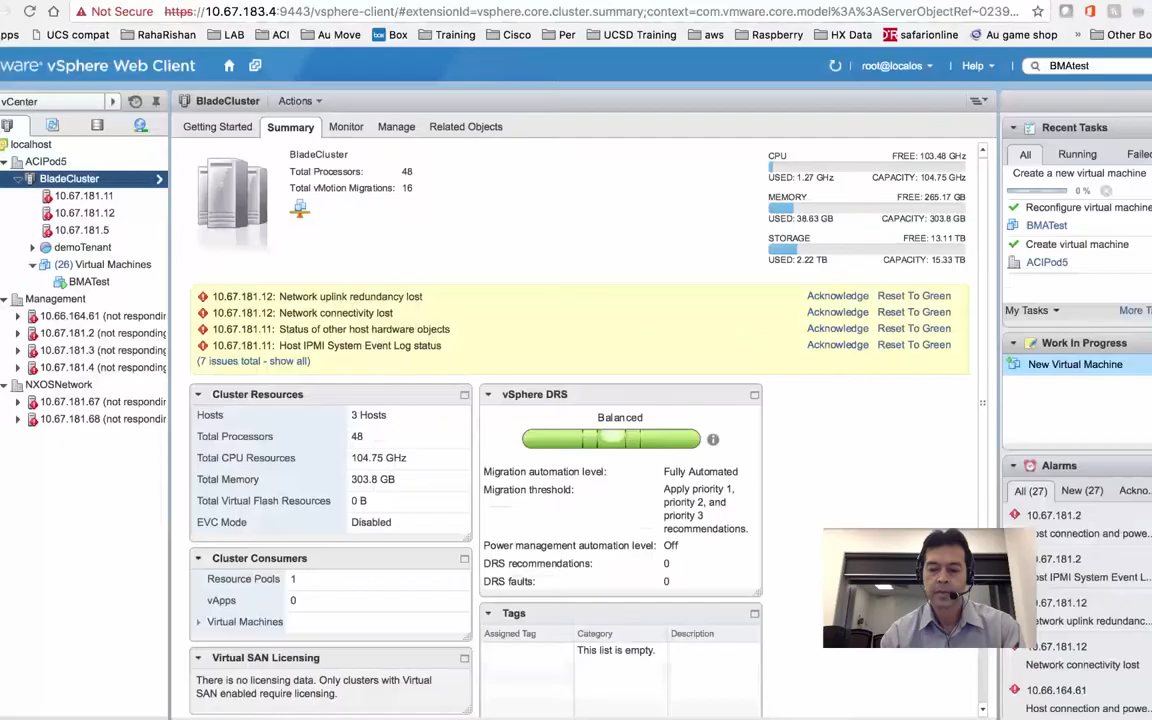 Not Secure https://10.67.183.4:9443/vsphere-client/#extensionId=vsphere.core.cluster.summary;context=com.vmware.core.model%3A%3AServerObjectRef~0239...
pps UCS compat RahaRishan LAB ACI Au Move box Box Training Cisco Per UCSD Training aws Raspberry HX Data safarionline Au game shop » Other Bo
ware® vSphere Web Client root@localos Help BMAtest
vCenter BladeCluster Actions
Getting Started Summary Monitor Manage Related Objects
localhost
ACIPod5
BladeCluster
10.67.181.11
10.67.181.12
10.67.181.5
demoTenant
(26) Virtual Machines
BMATest
Management
10.66.164.61 (not respondin
10.67.181.2 (not responding
10.67.181.3 (not responding
10.67.181.4 (not responding
NXOSNetwork
10.67.181.67 (not respondin
10.67.181.68 (not respondin
BladeCluster
Total Processors: 48
Total vMotion Migrations: 16
CPU FREE: 103.48 GHz
USED: 1.27 GHz CAPACITY: 104.75 GHz
MEMORY FREE: 265.17 GB
USED: 38.63 GB CAPACITY: 303.8 GB
STORAGE FREE: 13.11 TB
USED: 2.22 TB CAPACITY: 15.33 TB
10.67.181.12: Network uplink redundancy lost Acknowledge Reset To Green
10.67.181.12: Network connectivity lost Acknowledge Reset To Green
10.67.181.11: Status of other host hardware objects Acknowledge Reset To Green
10.67.181.11: Host IPMI System Event Log status Acknowledge Reset To Green
(7 issues total - show all)
Cluster Resources
Hosts 3 Hosts
Total Processors 48
Total CPU Resources 104.75 GHz
Total Memory 303.8 GB
Total Virtual Flash Resources 0 B
EVC Mode Disabled
Cluster Consumers
Resource Pools 1
vApps 0
Virtual Machines
Virtual SAN Licensing
There is no licensing data. Only clusters with Virtual
SAN enabled require licensing.
vSphere DRS
Balanced
Migration automation level: Fully Automated
Migration threshold: Apply priority 1,
priority 2, and
priority 3
recommendations.
Power management automation level: Off
DRS recommendations: 0
DRS faults: 0
Tags
Assigned Tag Category Description
This list is empty.
Recent Tasks
All Running Failed
Create a new virtual machine
0 %
Reconfigure virtual machine
BMATest
Create virtual machine
ACIPod5
My Tasks More T
Work In Progress
New Virtual Machine
Alarms
All (27) New (27) Ackno...
10.67.181.2
Host connection and powe...
10.67.181.2
Host IPMI System Event L...
10.67.181.12
Network uplink redundanc...
10.67.181.12
Network connectivity lost
10.66.164.61
Host connection and powe...